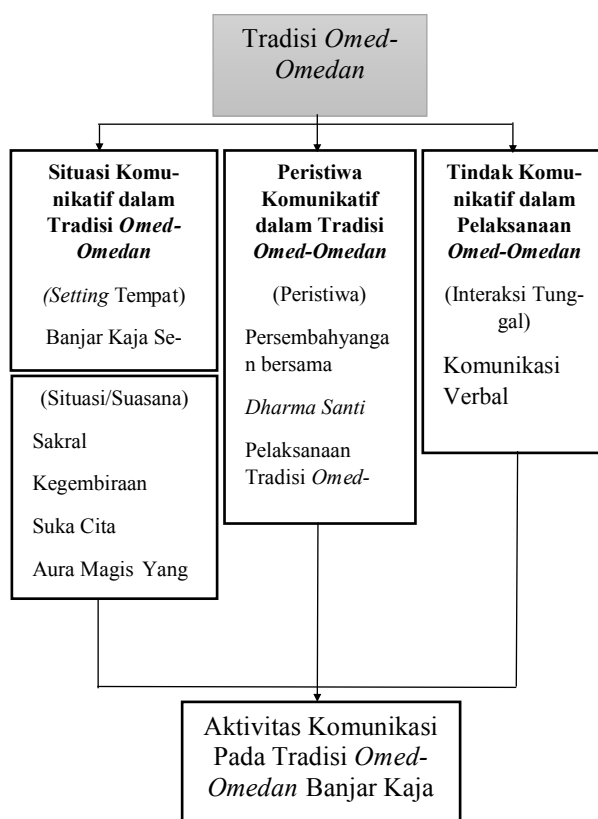 Tradisi Omed-
Omedan
Situasi Komu-
nikatif dalam
Tradisi Omed-
Omedan
(Setting Tempat)
Banjar Kaja Se-
(Situasi/Suasana)
Sakral
Kegembiraan
Suka Cita
Aura Magis Yang
Peristiwa
Komunikatif
dalam Tradisi
Omed-Omedan
(Peristiwa)
Persembahyanga
n bersama
Dharma Santi
Pelaksanaan
Tradisi Omed-
Tindak Komu-
nikatif dalam
Pelaksanaan
Omed-Omedan
(Interaksi Tung-
gal)
Komunikasi
Verbal
Aktivitas Komunikasi
Pada Tradisi Omed-
Omedan Banjar Kaja